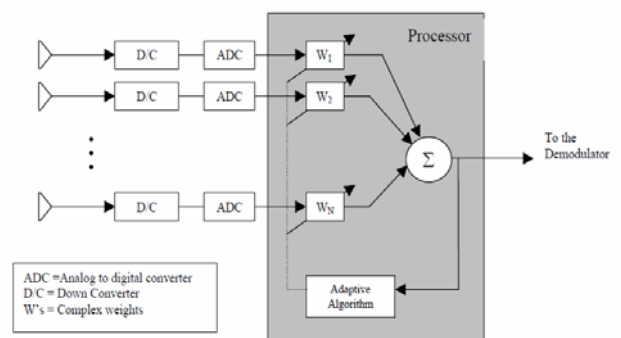 Processor
D/C ADC W1
D/C ADC W2
Σ
To the
Demodulator
D/C ADC WN
Adaptive
Algorithm
ADC =Analog to digital converter
D/C = Down Converter
W's = Complex weights